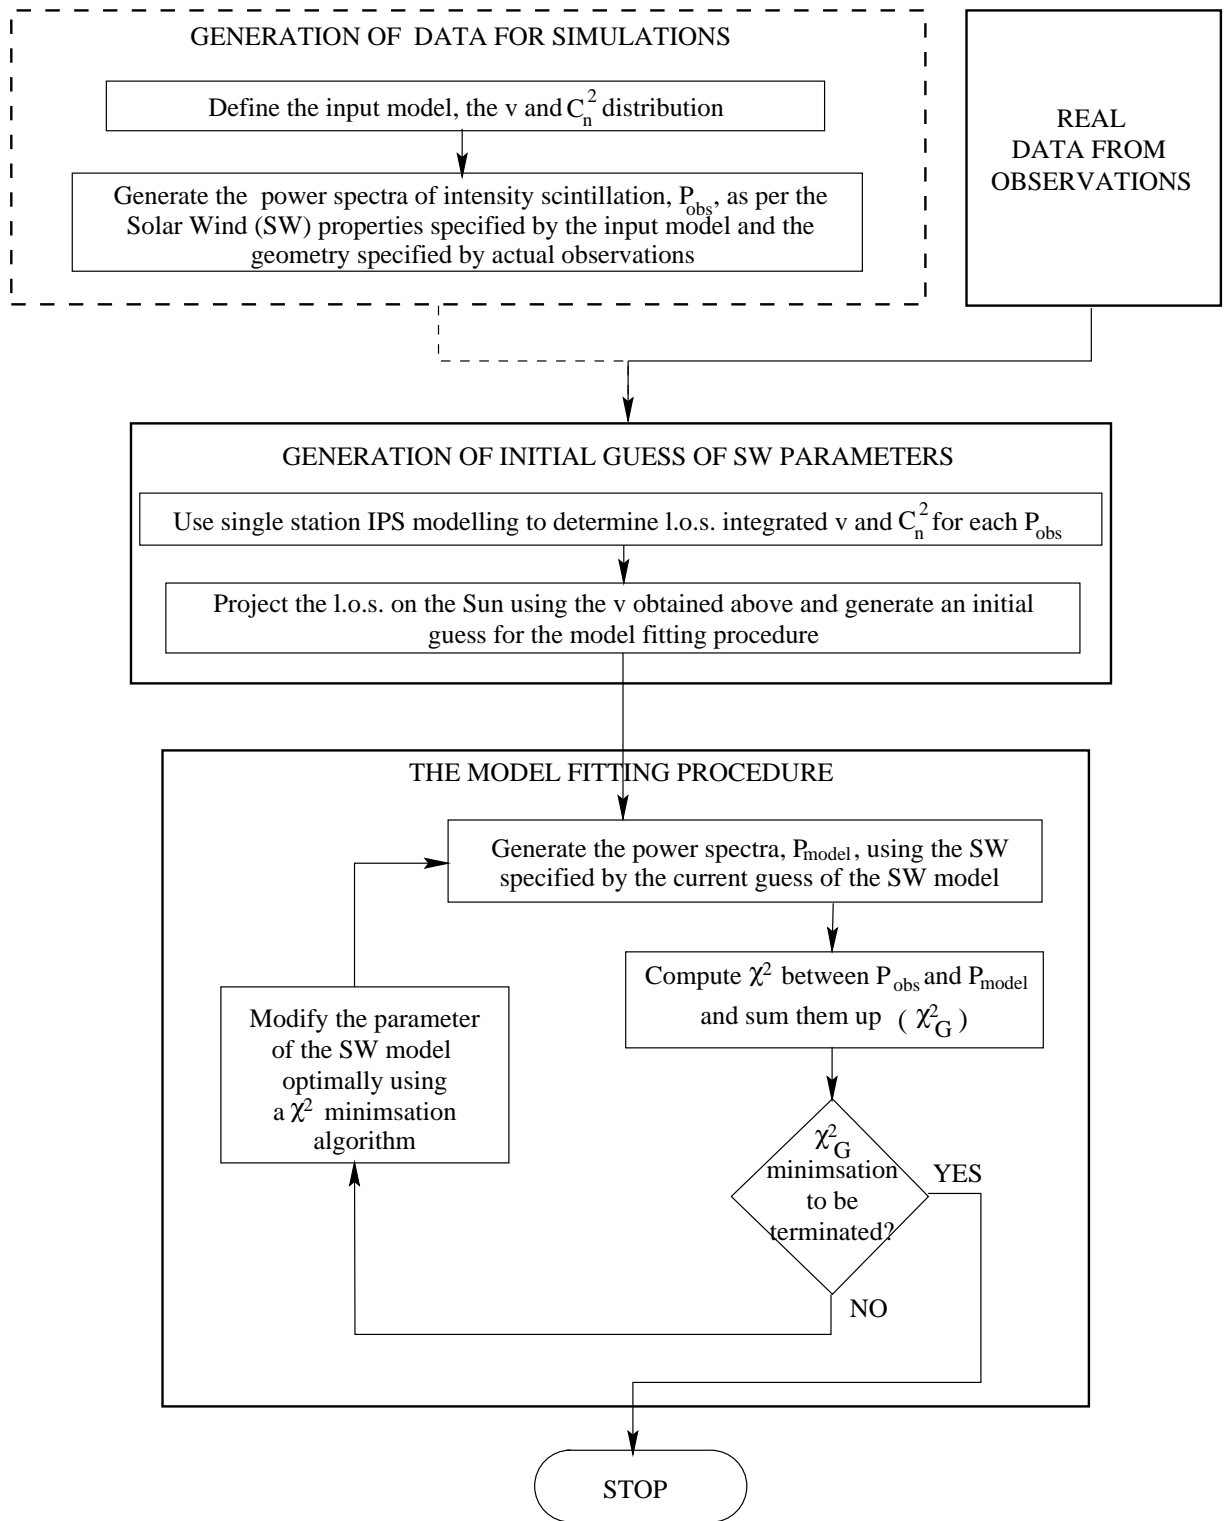 GENERATION OF DATA FOR SIMULATIONS
Define the input model, the v and C_n^2 distribution
Generate the power spectra of intensity scintillation, P_obs, as per the
Solar Wind (SW) properties specified by the input model and the
geometry specified by actual observations
REAL
DATA FROM
OBSERVATIONS
GENERATION OF INITIAL GUESS OF SW PARAMETERS
Use single station IPS modelling to determine l.o.s. integrated v and C_n^2 for each P_obs
Project the l.o.s. on the Sun using the v obtained above and generate an initial
guess for the model fitting procedure
THE MODEL FITTING PROCEDURE
Generate the power spectra, P_model, using the SW
specified by the current guess of the SW model
Compute χ^2 between P_obs and P_model
and sum them up ( χ_G^2 )
Modify the parameter
of the SW model
optimally using
a χ^2 minimsation
algorithm
χ_G^2
minimsation
to be
terminated?
YES
NO
STOP